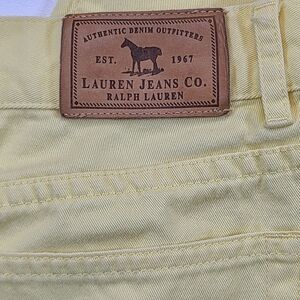 AUTHENTIC DENIM OUTFITTERS
EST. 1967
LAUREN JEANS CO.
RALPH LAUREN